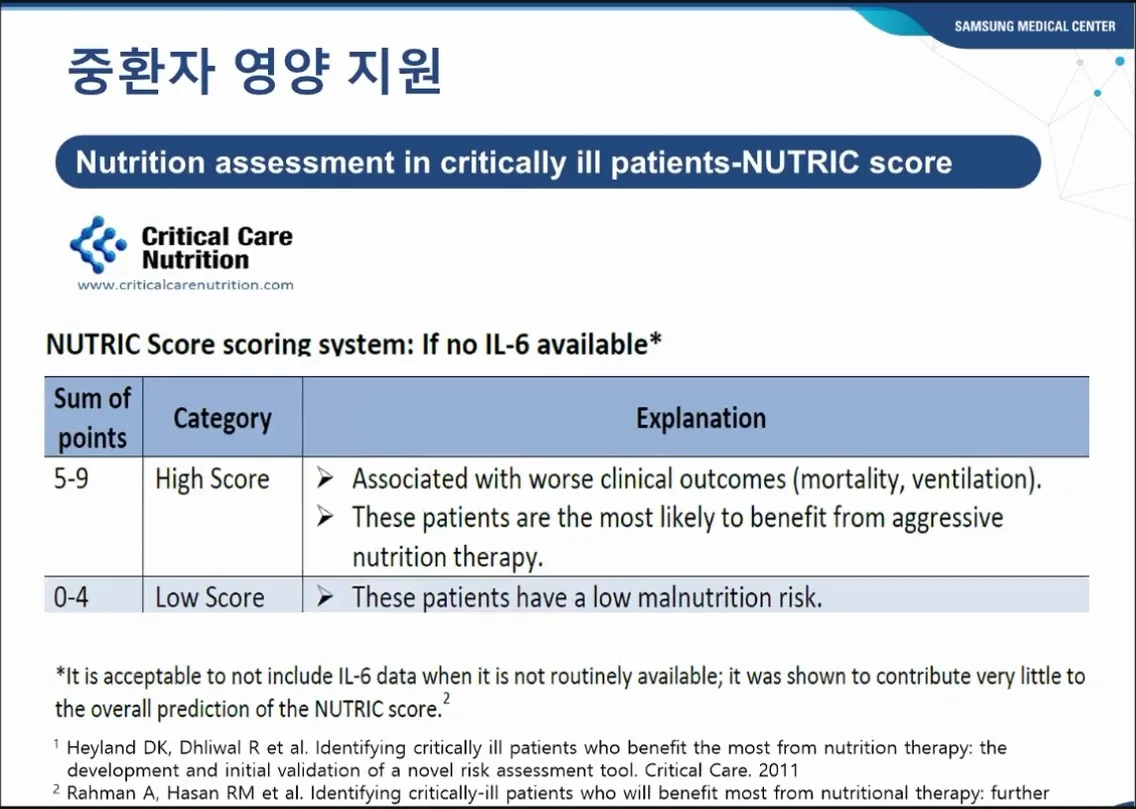 SAMSUNG MEDICAL CENTER
중환자 영양 지원
Nutrition assessment in critically ill patients-NUTRIC score
Critical Care
Nutrition
www.criticalcarenutrition.com
NUTRIC Score scoring system: If no IL-6 available*
Sum of
points
Category
Explanation
5-9
High Score
➢ Associated with worse clinical outcomes (mortality, ventilation).
➢ These patients are the most likely to benefit from aggressive
nutrition therapy.
0-4
Low Score
➢ These patients have a low malnutrition risk.
*It is acceptable to not include IL-6 data when it is not routinely available; it was shown to contribute very little to
the overall prediction of the NUTRIC score.2
1 Heyland DK, Dhliwal R et al. Identifying critically ill patients who benefit the most from nutrition therapy: the
development and initial validation of a novel risk assessment tool. Critical Care. 2011
2 Rahman A, Hasan RM et al. Identifying critically-ill patients who will benefit most from nutritional therapy: further